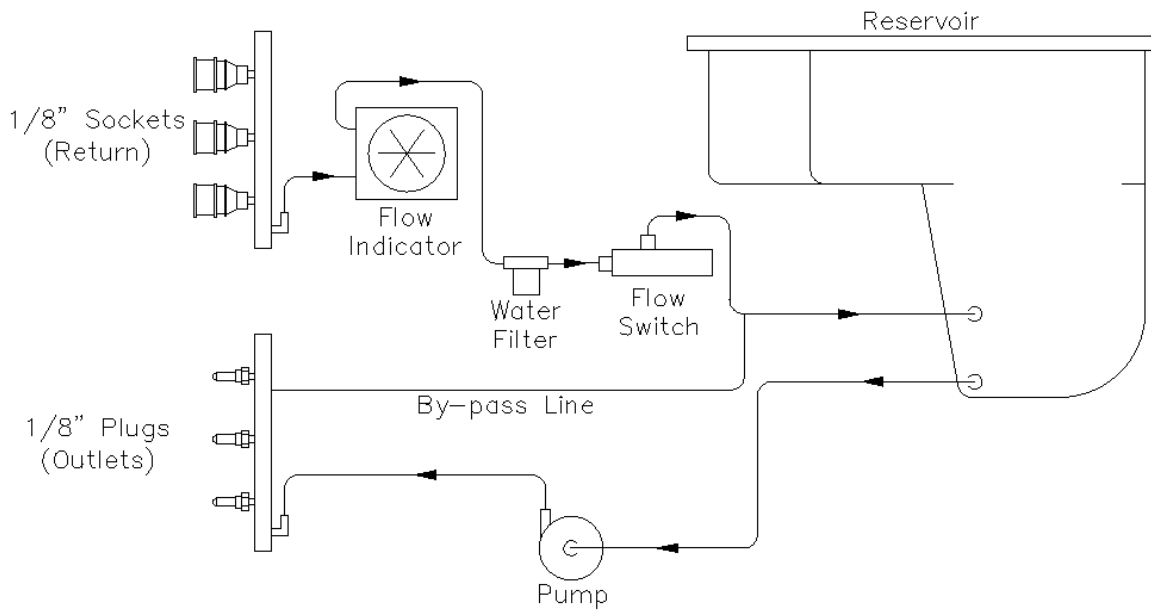 Reservoir
1/8" Sockets
(Return)
Flow
Indicator
Water
Filter
Flow
Switch
By-pass Line
1/8" Plugs
(Outlets)
Pump